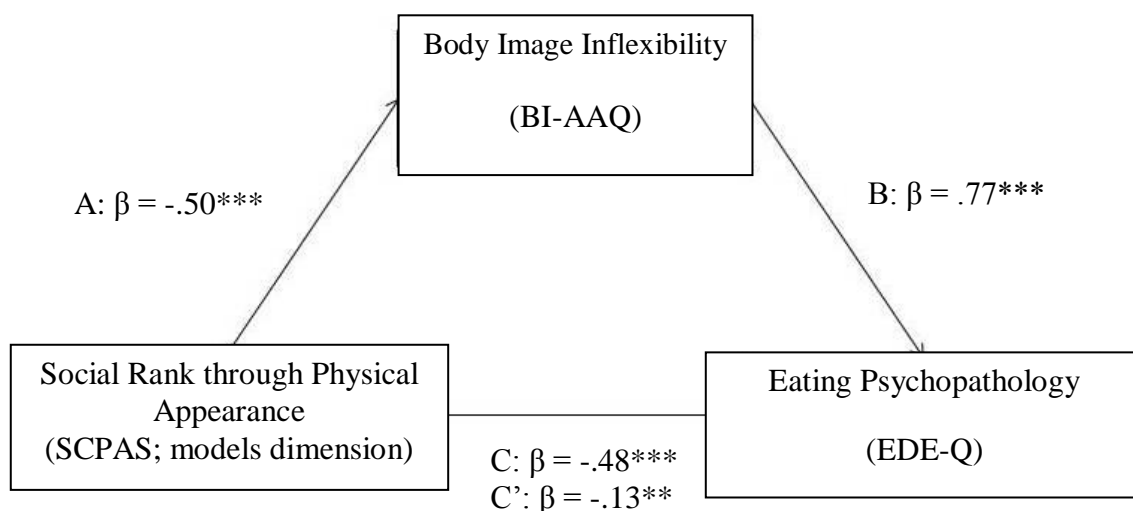 Body Image Inflexibility
(BI-AAQ)
A: β = -.50***
B: β = .77***
Social Rank through Physical
Appearance
(SCPAS; models dimension)
Eating Psychopathology
(EDE-Q)
C: β = -.48***
C’: β = -.13**